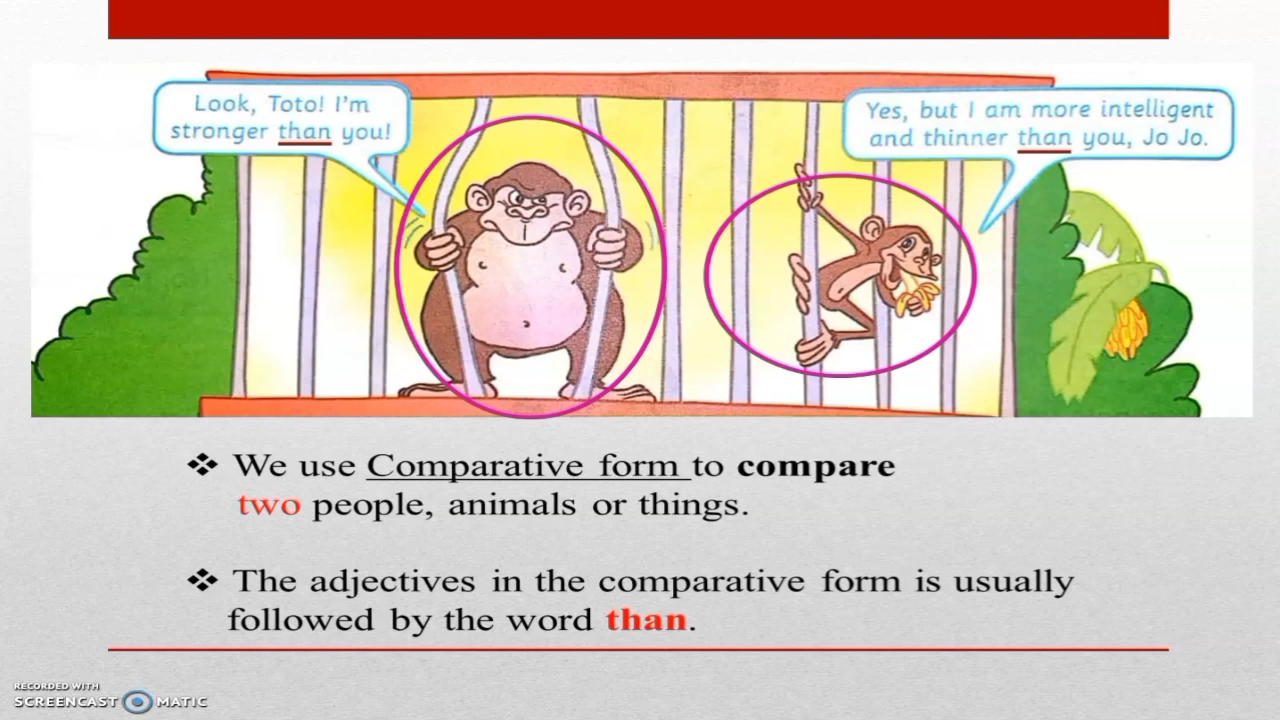 Look, Toto! I'm
stronger than you!
Yes, but I am more intelligent
and thinner than you, Jo Jo.
❖ We use Comparative form to compare
two people, animals or things.
❖ The adjectives in the comparative form is usually
followed by the word than.
RECORDED WITH
SCREENCAST MATIC